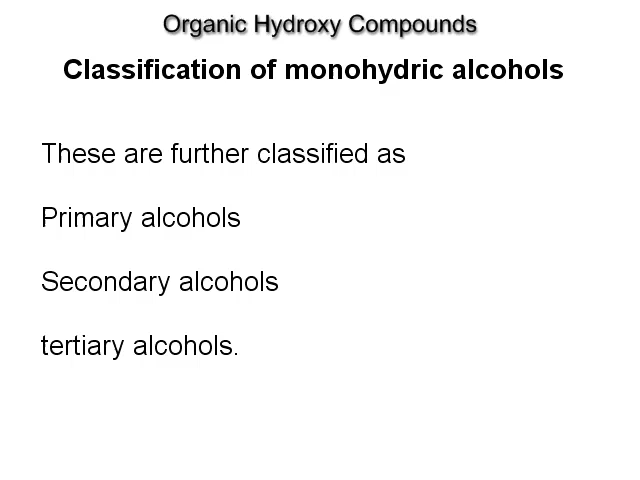 Organic Hydroxy Compounds
Classification of monohydric alcohols
These are further classified as
Primary alcohols
Secondary alcohols
tertiary alcohols.